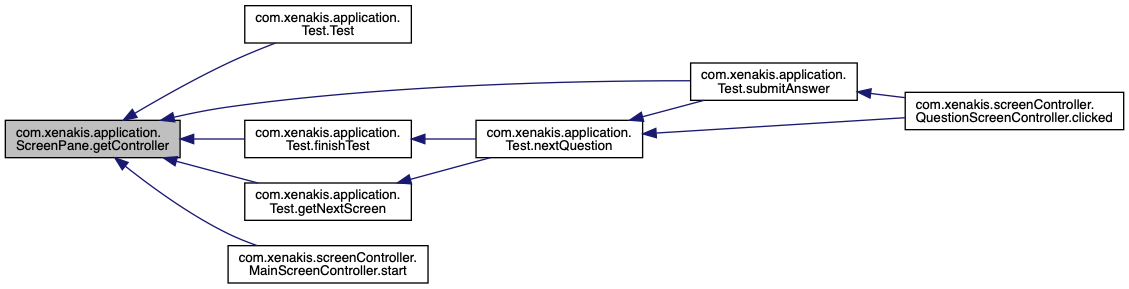 com.xenakis.application.
Test.Test
com.xenakis.application.
Test.submitAnswer
com.xenakis.screenController.
QuestionScreenController.clicked
com.xenakis.application.
ScreenPane.getController
com.xenakis.application.
Test.finishTest
com.xenakis.application.
Test.nextQuestion
com.xenakis.application.
Test.getNextScreen
com.xenakis.screenController.
MainScreenController.start